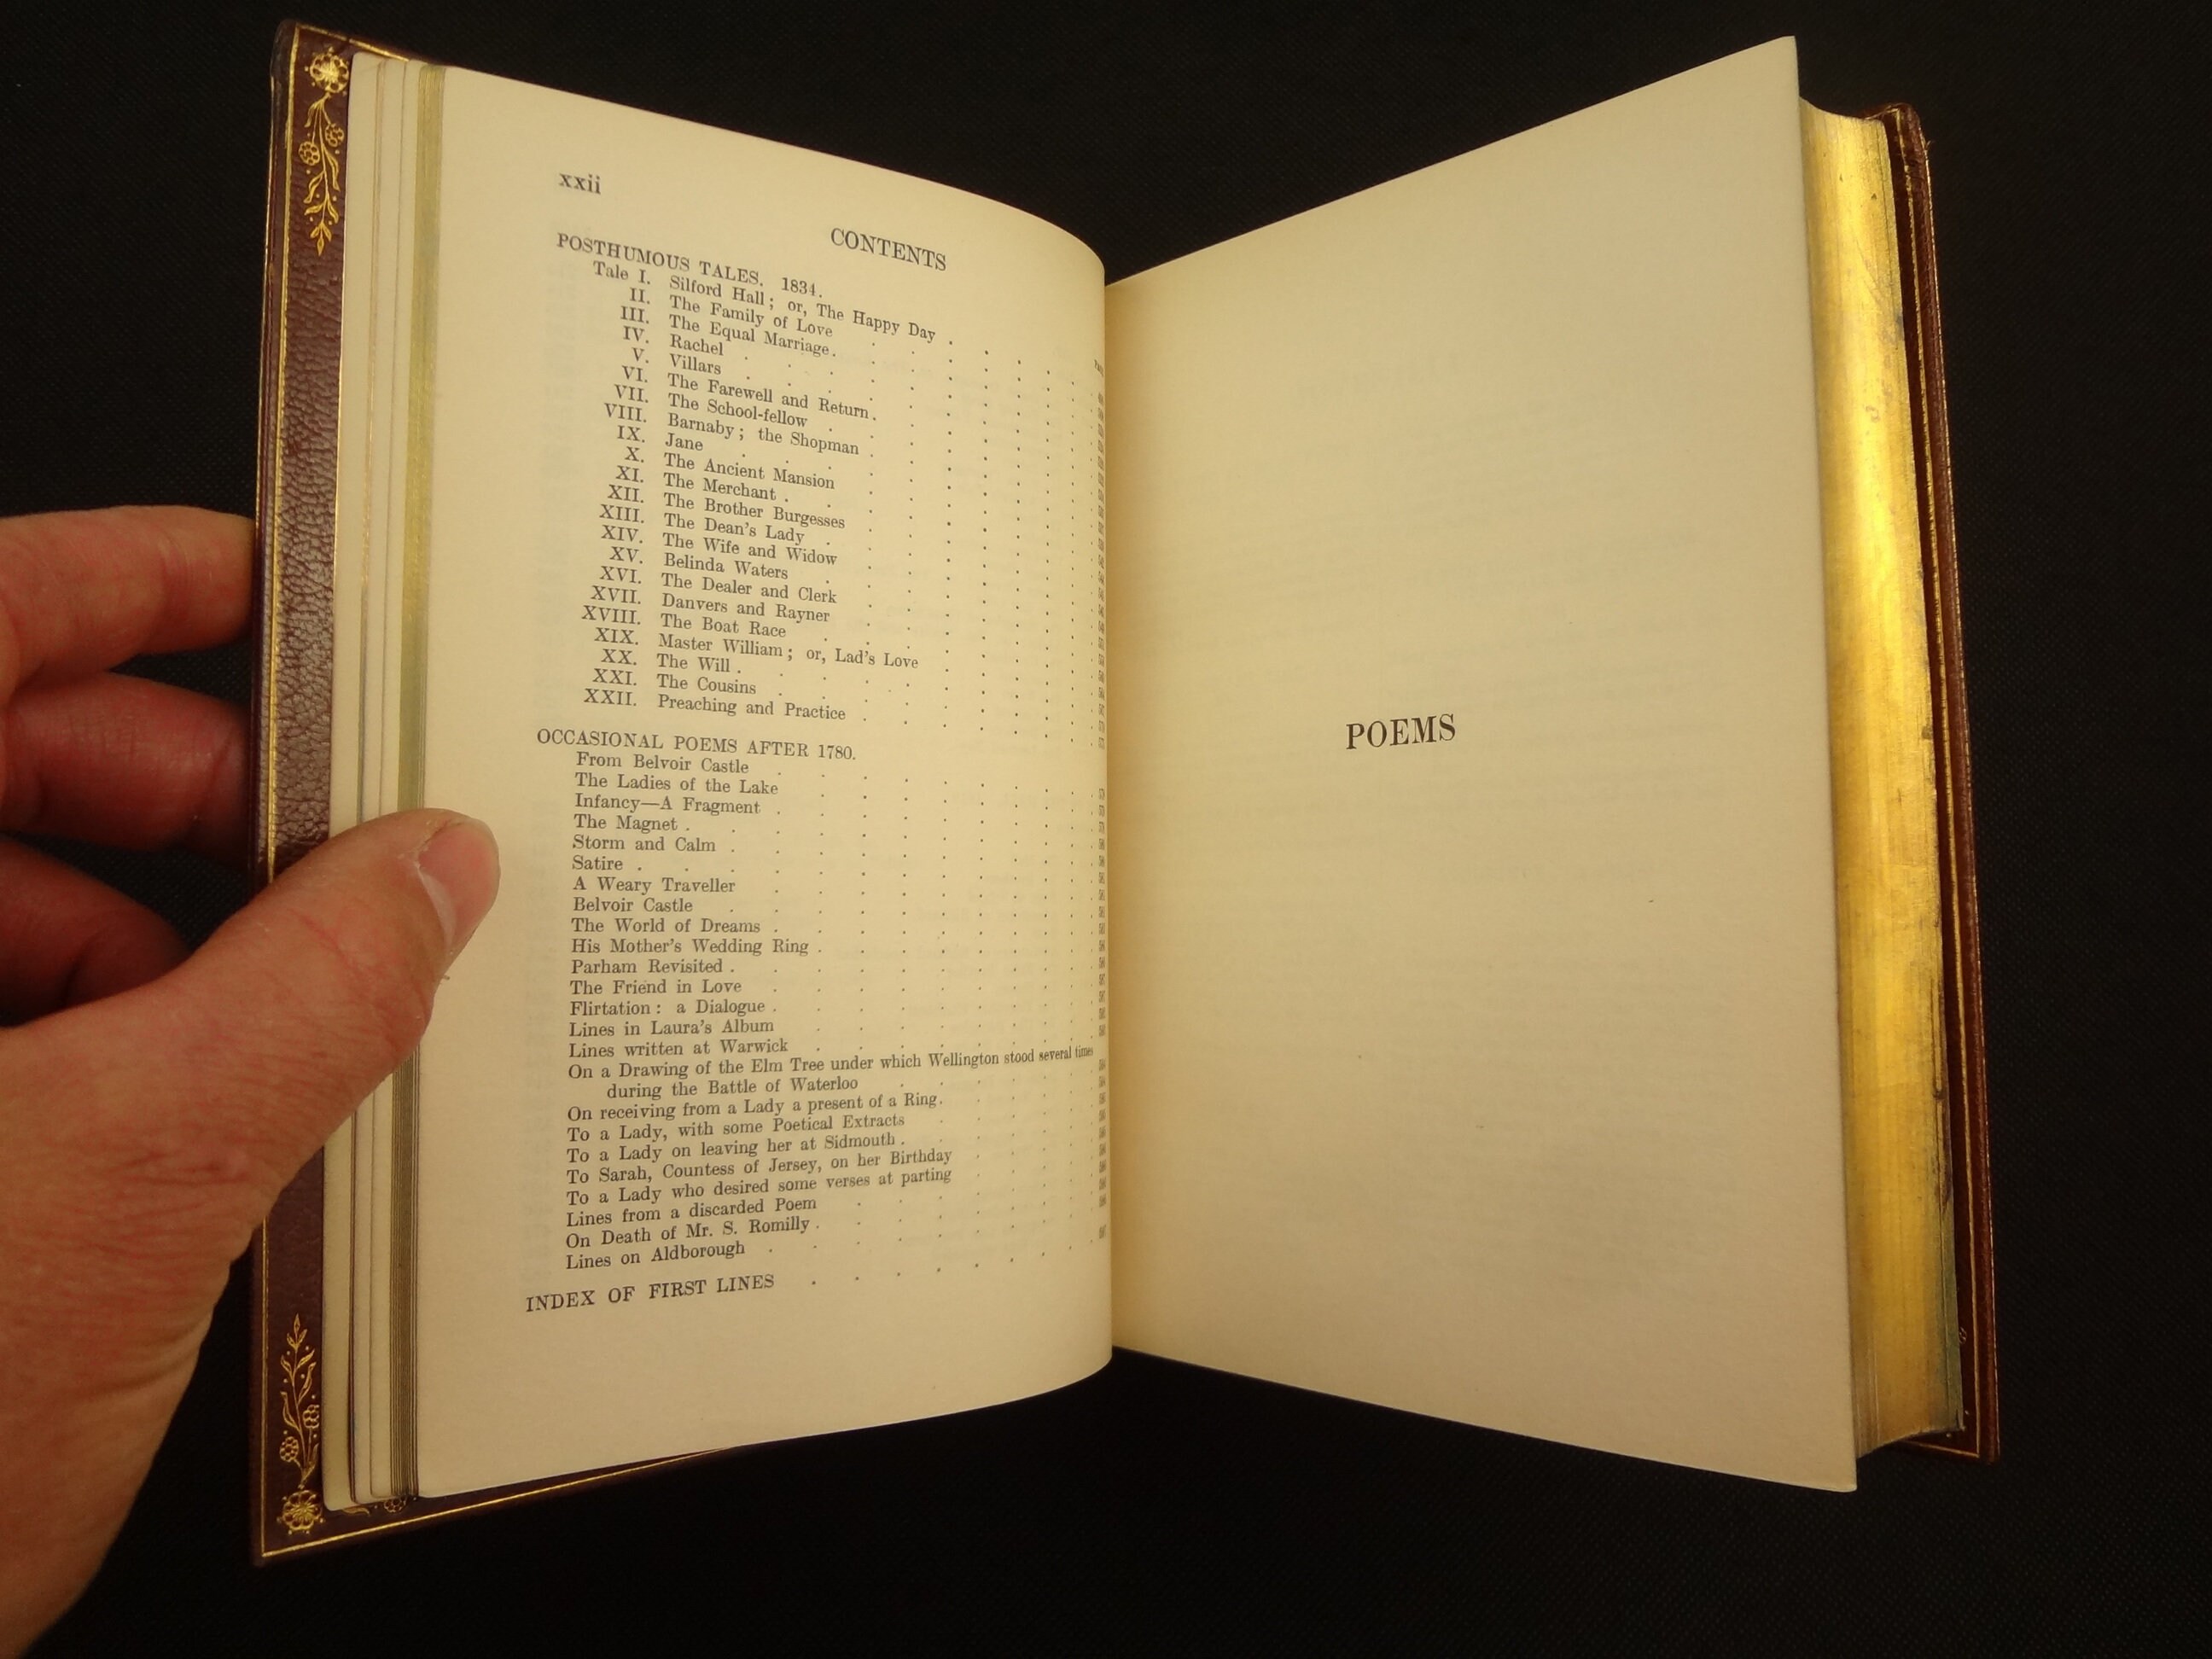 xxii
CONTENTS
POSTHUMOUS TALES. 1834.
Tale I. Silford Hall; or, The Happy Day
II. The Family of Love
III. The Equal Marriage
IV. Rachel
V. Villars
VI. The Farewell and Return
VII. The School-fellow
VIII. Barnaby; the Shopman
IX. Jane
X. The Ancient Mansion
XI. The Merchant
XII. The Brother Burgesses
XIII. The Dean's Lady
XIV. The Wife and Widow
XV. Belinda Waters
XVI. The Dealer and Clerk
XVII. Danvers and Rayner
XVIII. The Boat Race
XIX. Master William; or, Lad's Love
XX. The Will
XXI. The Cousins
XXII. Preaching and Practice
OCCASIONAL POEMS AFTER 1780.
From Belvoir Castle
The Ladies of the Lake
Infancy—A Fragment
The Magnet
Storm and Calm
Satire
A Weary Traveller
Belvoir Castle
The World of Dreams
His Mother's Wedding Ring
Parham Revisited
The Friend in Love
Flirtation: a Dialogue
Lines in Laura's Album
Lines written at Warwick
On a Drawing of the Elm Tree under which Wellington stood several times
during the Battle of Waterloo
On receiving from a Lady a present of a Ring
To a Lady, with some Poetical Extracts
To a Lady on leaving her at Sidmouth
To Sarah, Countess of Jersey, on her Birthday
To a Lady who desired some verses at parting
Lines from a discarded Poem
On Death of Mr. S. Romilly
Lines on Aldborough
INDEX OF FIRST LINES
POEMS